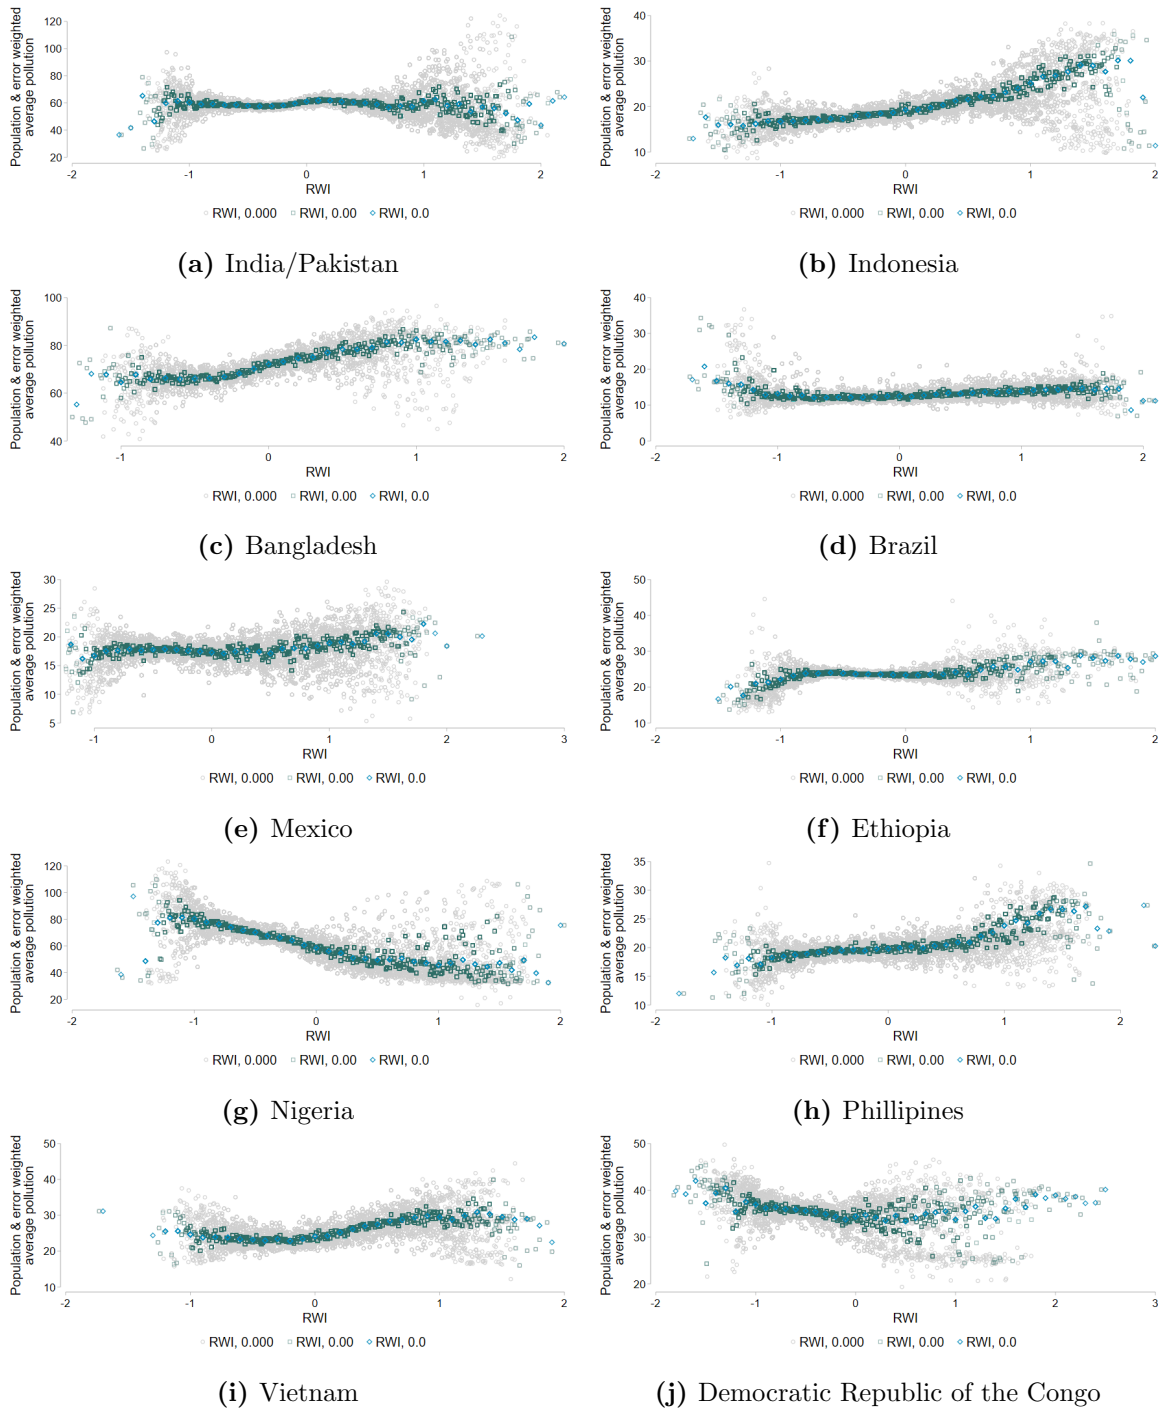 Population & error weighted
average pollution
120
100
80
60
40
20
-2 -1 0 1 2
RWI
RWI, 0.000 RWI, 0.00 RWI, 0.0
(a) India/Pakistan
Population & error weighted
average pollution
40
30
20
10
-2 -1 0 1 2
RWI
RWI, 0.000 RWI, 0.00 RWI, 0.0
(b) Indonesia
Population & error weighted
average pollution
100
80
60
40
-1 0 1 2
RWI
RWI, 0.000 RWI, 0.00 RWI, 0.0
(c) Bangladesh
Population & error weighted
average pollution
40
30
20
10
0
-2 -1 0 1 2
RWI
RWI, 0.000 RWI, 0.00 RWI, 0.0
(d) Brazil
Population & error weighted
average pollution
30
25
20
15
10
5
-1 0 1 2 3
RWI
RWI, 0.000 RWI, 0.00 RWI, 0.0
(e) Mexico
Population & error weighted
average pollution
50
40
30
20
10
-2 -1 0 1 2
RWI
RWI, 0.000 RWI, 0.00 RWI, 0.0
(f) Ethiopia
Population & error weighted
average pollution
120
100
80
60
40
20
-2 -1 0 1 2
RWI
RWI, 0.000 RWI, 0.00 RWI, 0.0
(g) Nigeria
Population & error weighted
average pollution
35
30
25
20
15
10
-2 -1 0 1 2
RWI
RWI, 0.000 RWI, 0.00 RWI, 0.0
(h) Phillipines
Population & error weighted
average pollution
50
40
30
20
10
-2 -1 0 1 2
RWI
RWI, 0.000 RWI, 0.00 RWI, 0.0
(i) Vietnam
Population & error weighted
average pollution
50
40
30
20
-2 -1 0 1 2 3
RWI
RWI, 0.000 RWI, 0.00 RWI, 0.0
(j) Democratic Republic of the Congo